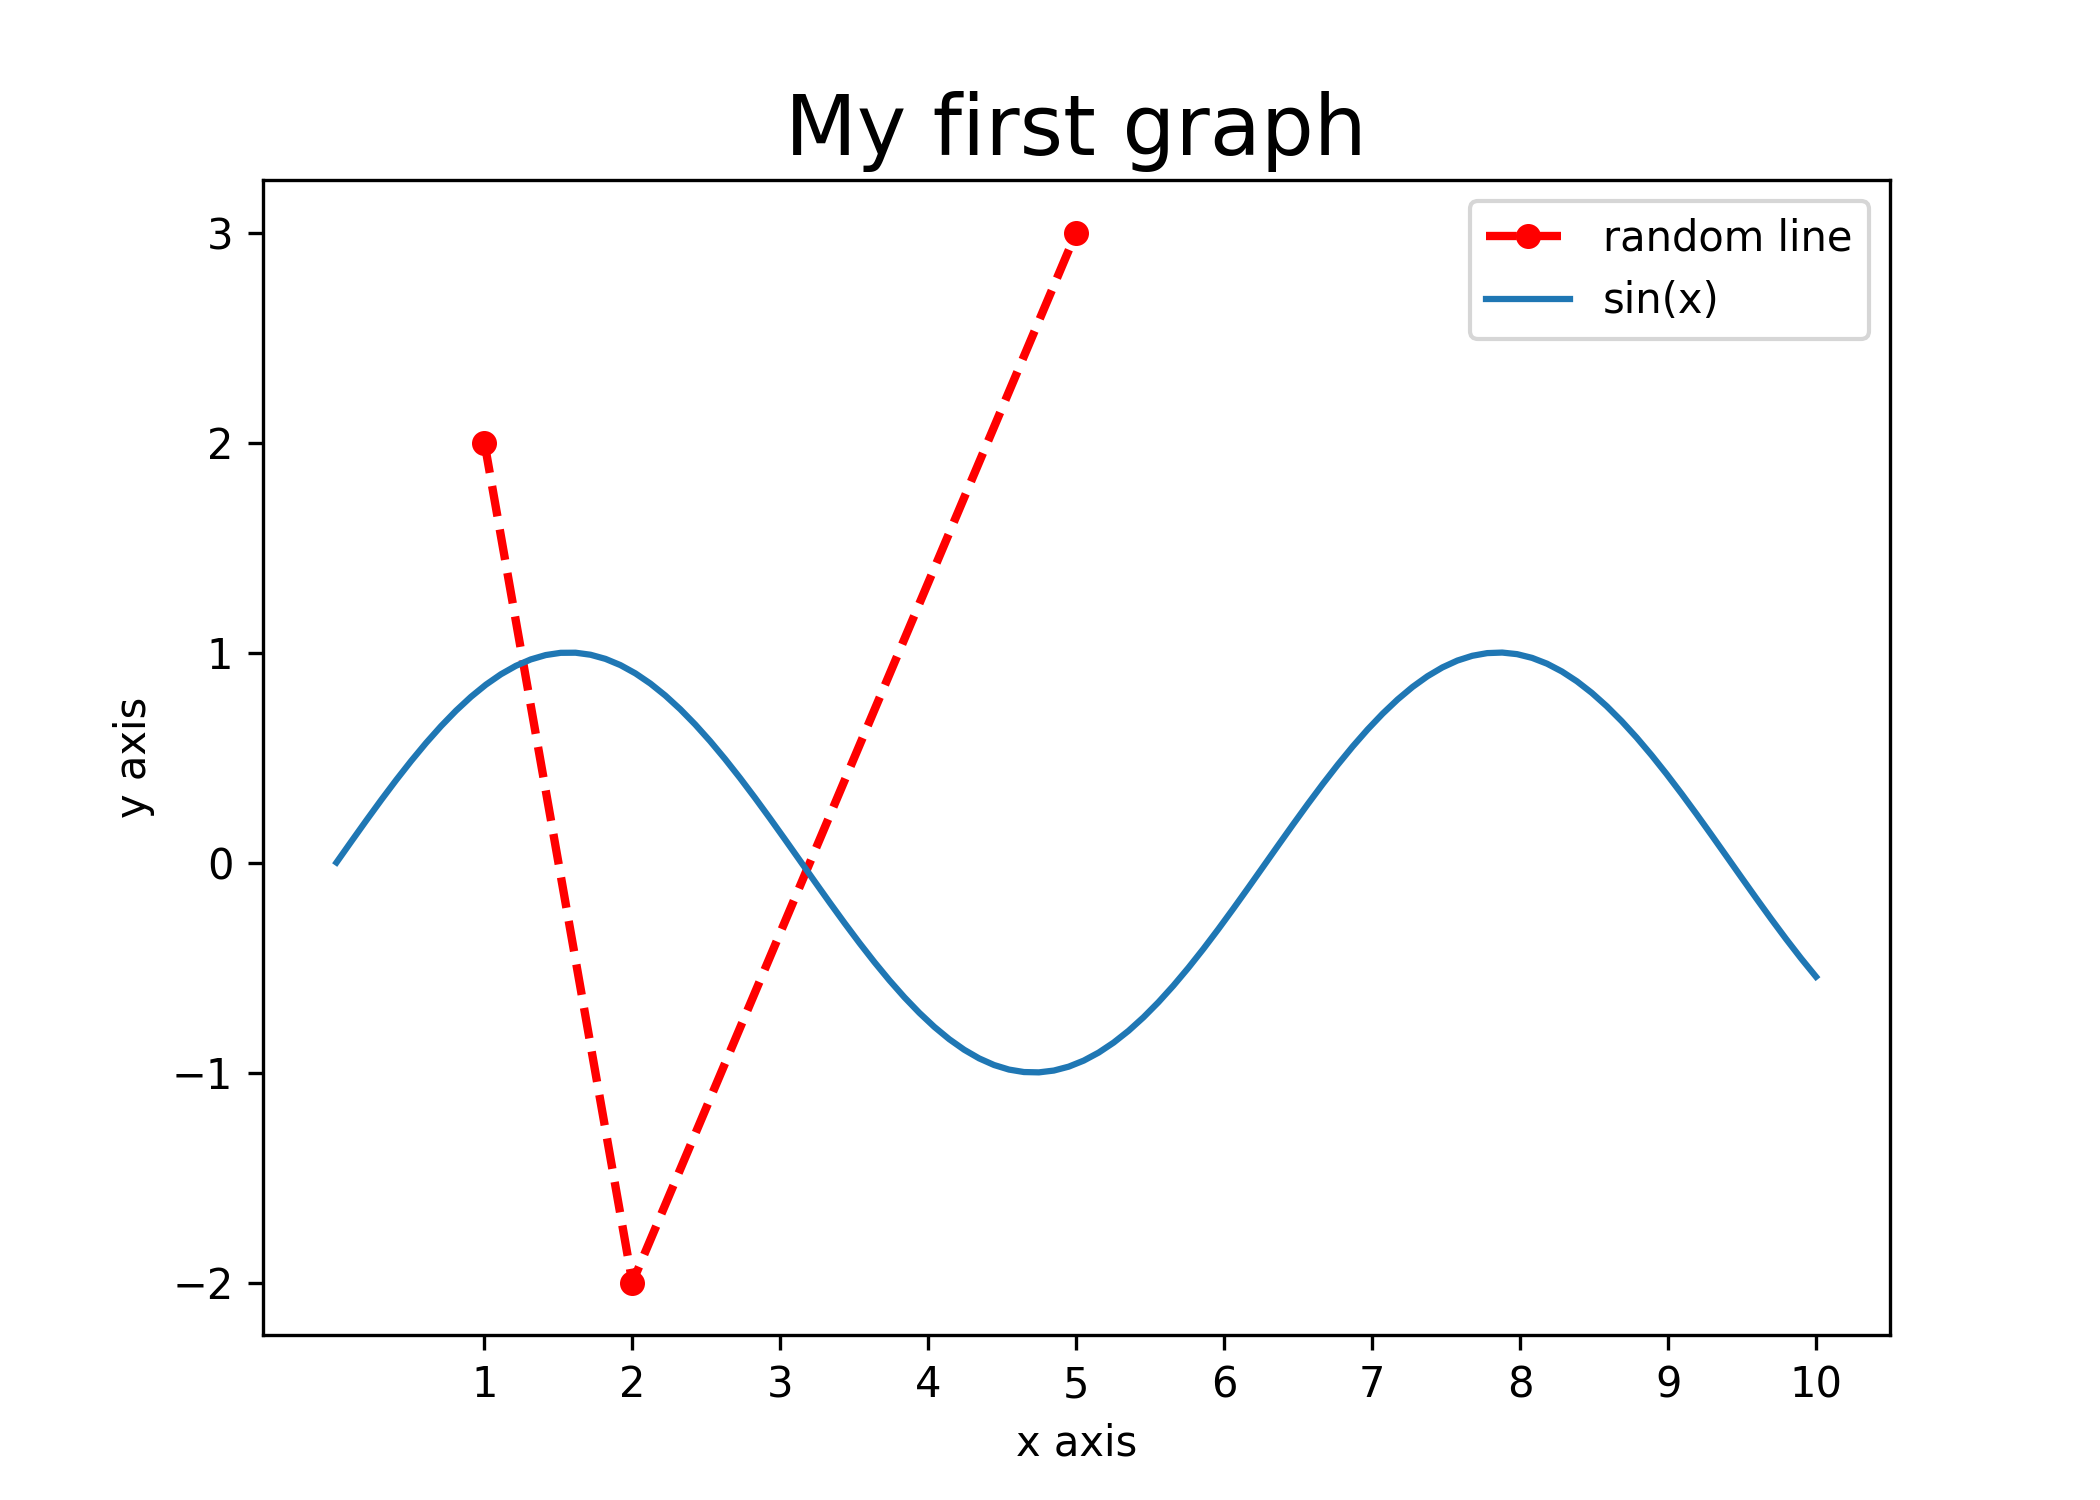 My first graph
random line
sin(x)
3
2
1
0
−1
−2
y axis
1 2 3 4 5 6 7 8 9 10
x axis